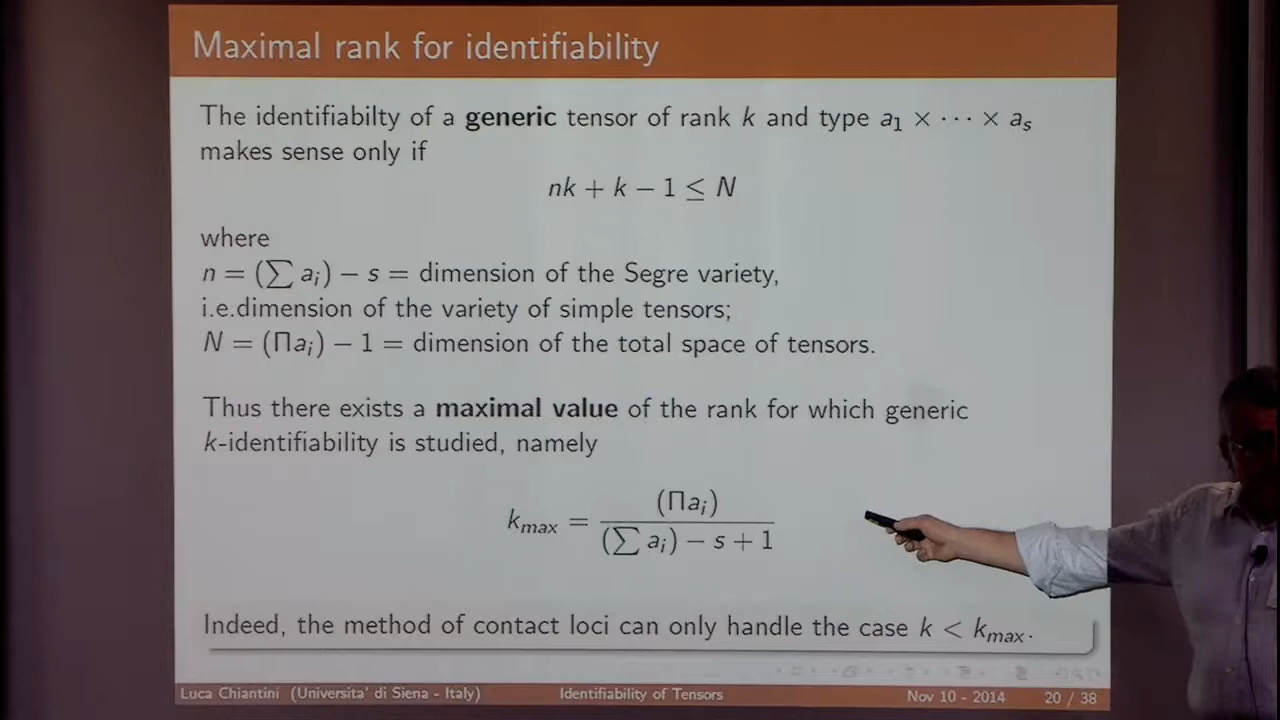 Maximal rank for identifiability
The identifiabilty of a generic tensor of rank k and type a₁ × ⋯ × aₛ
makes sense only if
nk + k − 1 ≤ N
where
n = (∑ aᵢ) − s = dimension of the Segre variety,
i.e.dimension of the variety of simple tensors;
N = (Πaᵢ) − 1 = dimension of the total space of tensors.
Thus there exists a maximal value of the rank for which generic
k-identifiability is studied, namely
k_max = (Πaᵢ) / ((∑ aᵢ) − s + 1)
Indeed, the method of contact loci can only handle the case k < k_max.
Luca Chiantini (Universita' di Siena - Italy) Identifiability of Tensors Nov 10 - 2014 20 / 38